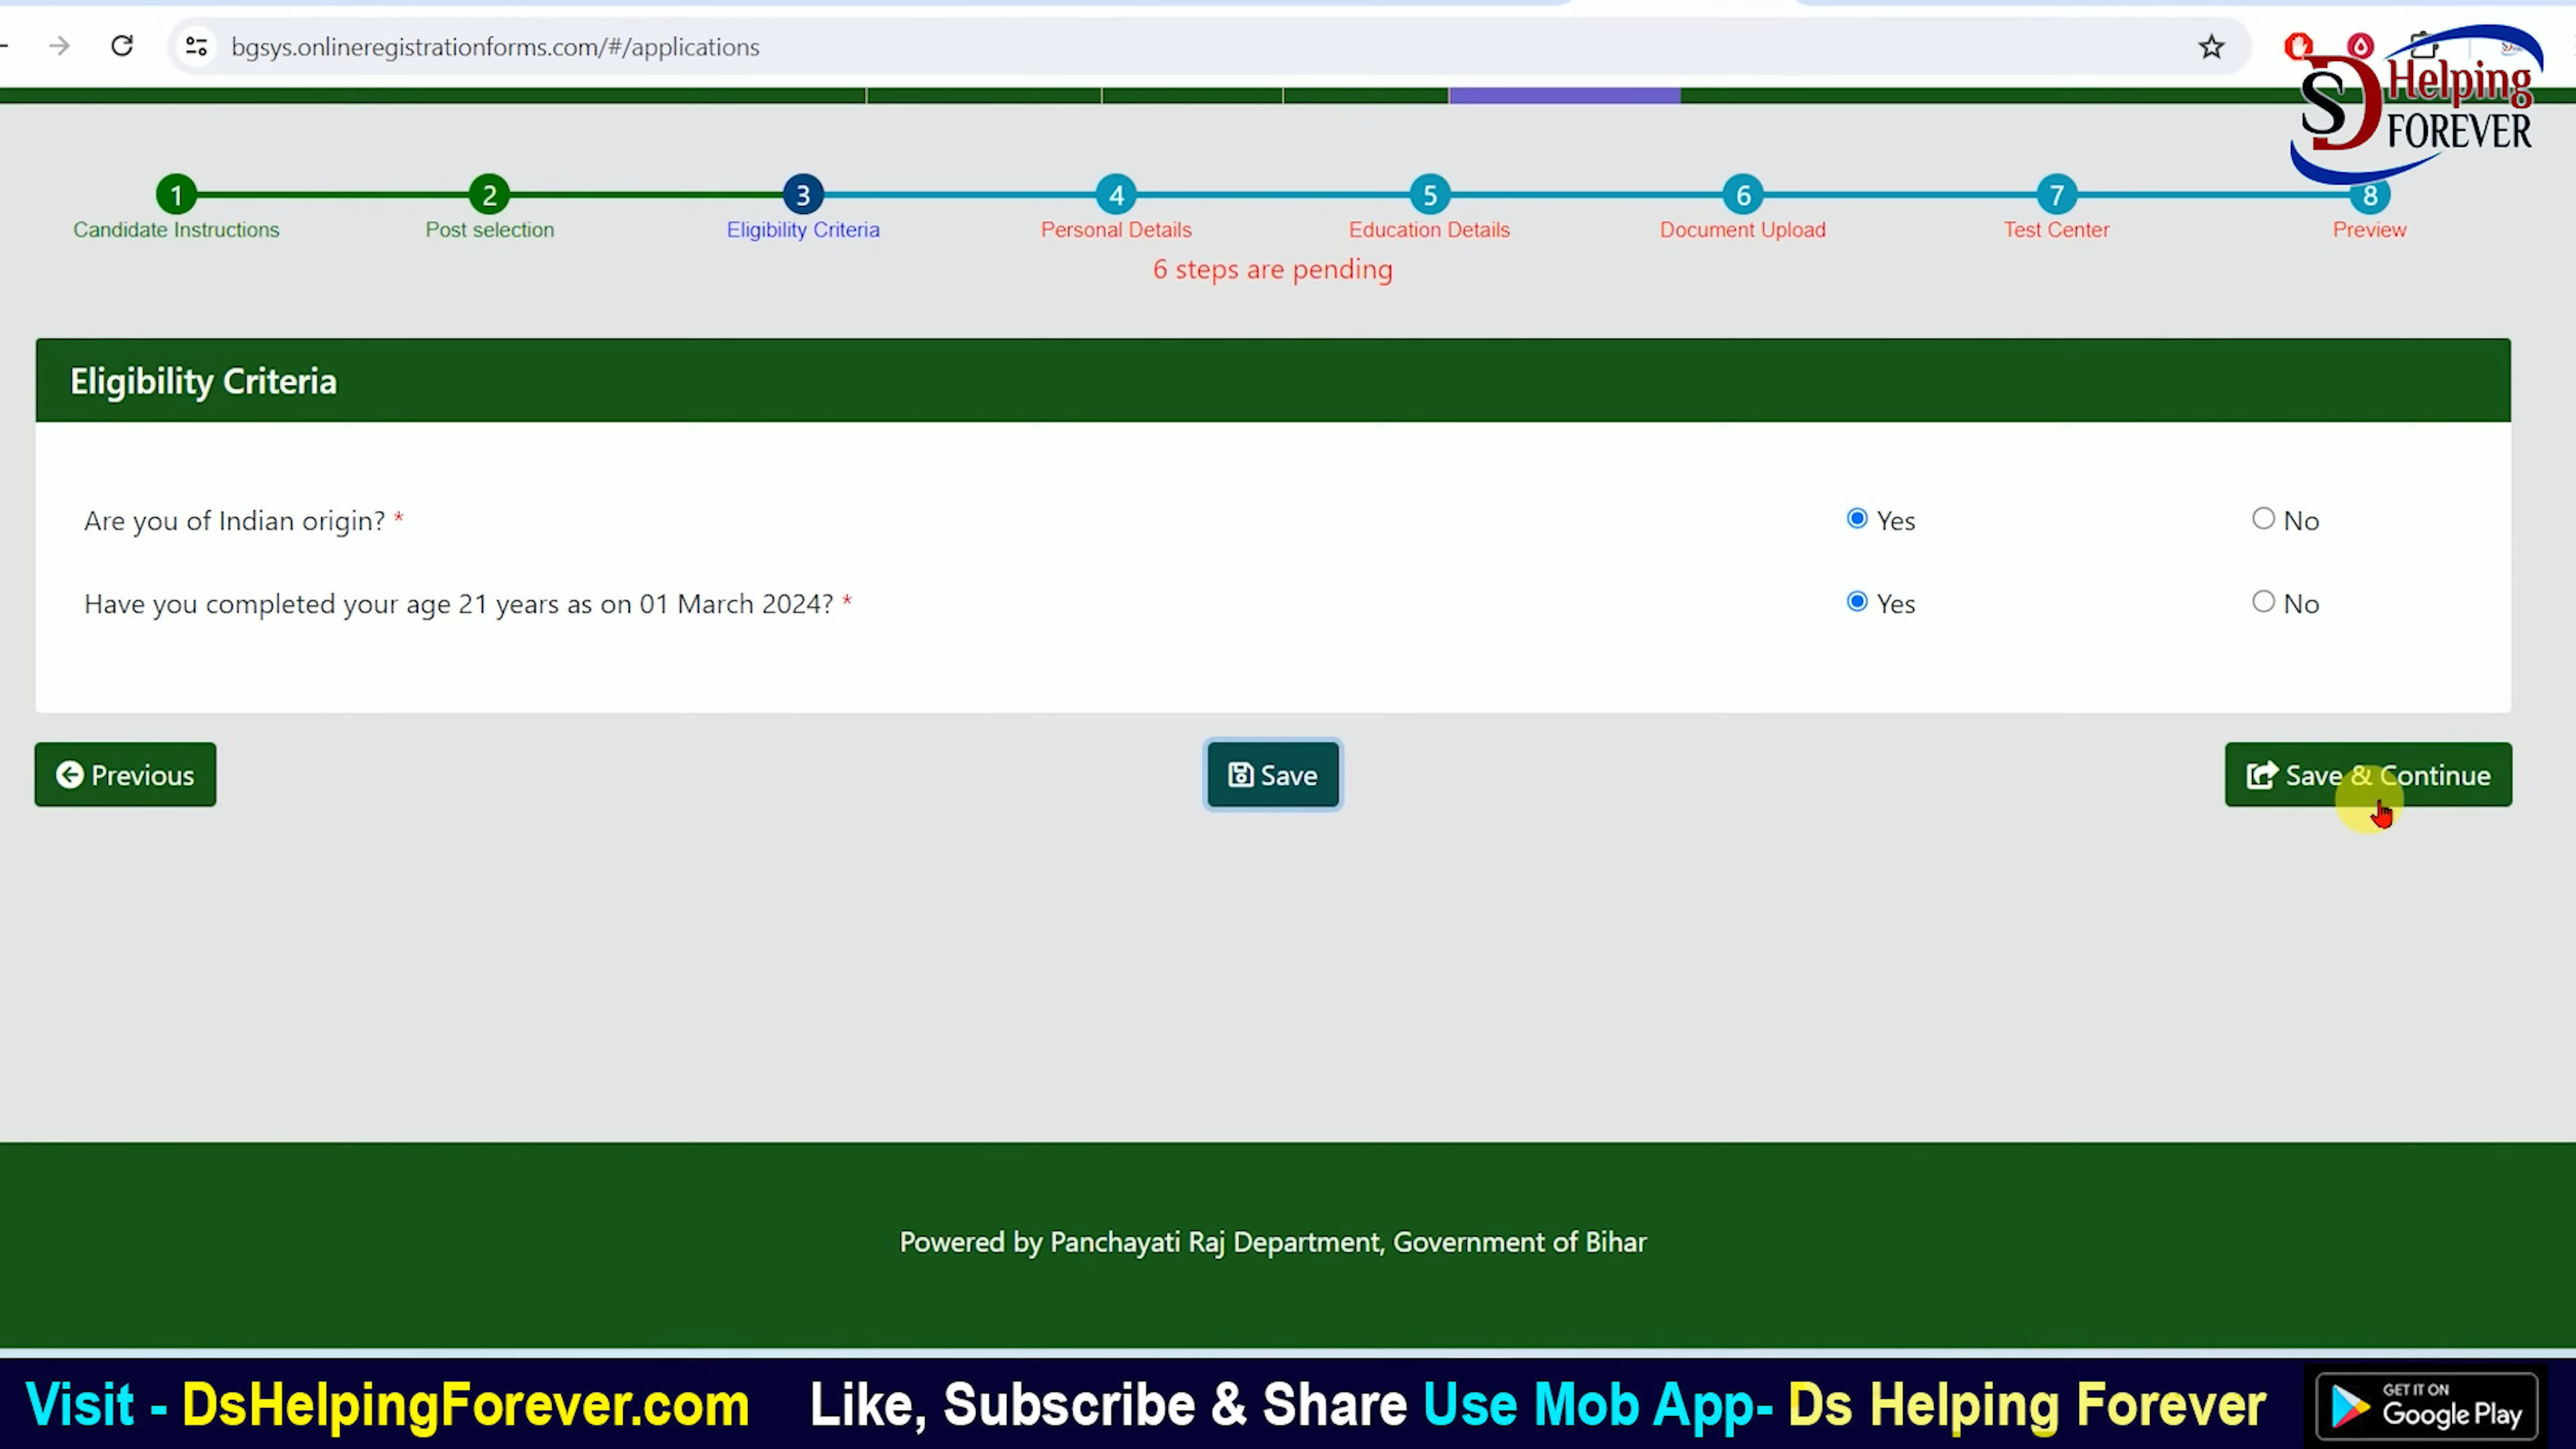 bgsys.onlineregistrationforms.com/#/applications
SD Helping
FOREVER
1 2 3 4 5 6 7 8
Candidate Instructions Post selection Eligibility Criteria Personal Details Education Details Document Upload Test Center Preview
6 steps are pending
Eligibility Criteria
Are you of Indian origin? * Yes No
Have you completed your age 21 years as on 01 March 2024? * Yes No
Previous Save Save & Continue
Powered by Panchayati Raj Department, Government of Bihar
Visit - DsHelpingForever.com Like, Subscribe & Share Use Mob App- Ds Helping Forever GET IT ON
Google Play